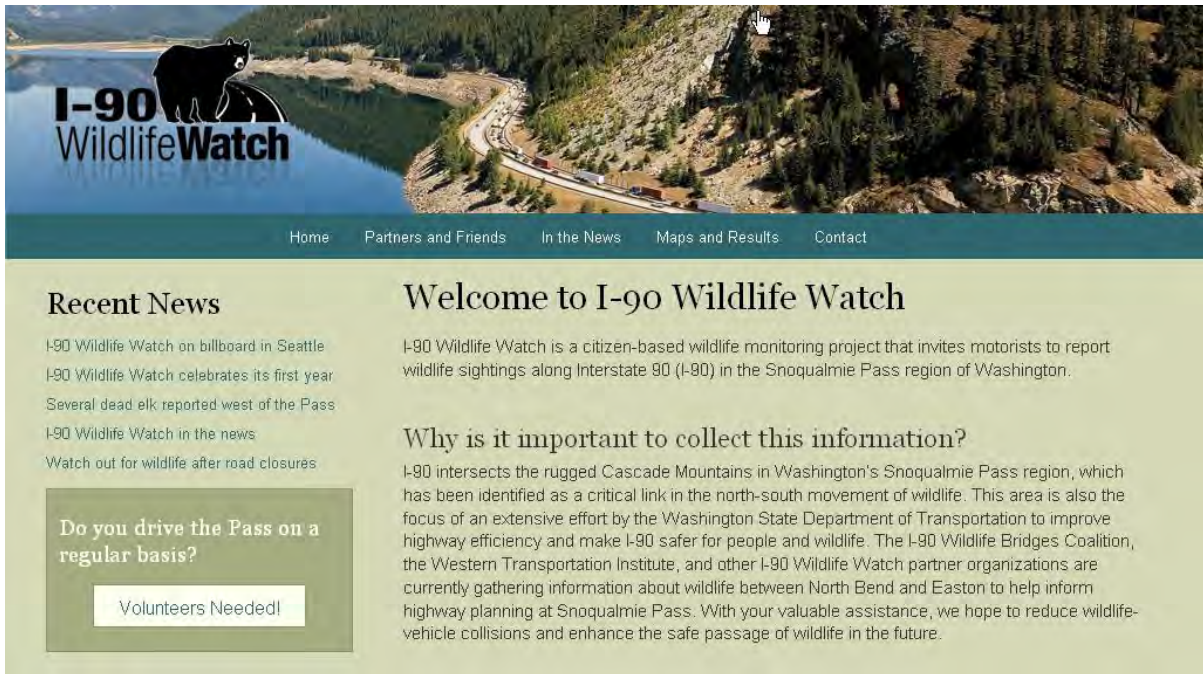 I-90
WildlifeWatch
Home Partners and Friends In the News Maps and Results Contact
Recent News
I-90 Wildlife Watch on billboard in Seattle
I-90 Wildlife Watch celebrates its first year
Several dead elk reported west of the Pass
I-90 Wildlife Watch in the news
Watch out for wildlife after road closures
Do you drive the Pass on a
regular basis?
Volunteers Needed!
Welcome to I-90 Wildlife Watch
I-90 Wildlife Watch is a citizen-based wildlife monitoring project that invites motorists to report
wildlife sightings along Interstate 90 (I-90) in the Snoqualmie Pass region of Washington.
Why is it important to collect this information?
I-90 intersects the rugged Cascade Mountains in Washington's Snoqualmie Pass region, which
has been identified as a critical link in the north-south movement of wildlife. This area is also the
focus of an extensive effort by the Washington State Department of Transportation to improve
highway efficiency and make I-90 safer for people and wildlife. The I-90 Wildlife Bridges Coalition,
the Western Transportation Institute, and other I-90 Wildlife Watch partner organizations are
currently gathering information about wildlife between North Bend and Easton to help inform
highway planning at Snoqualmie Pass. With your valuable assistance, we hope to reduce wildlife-
vehicle collisions and enhance the safe passage of wildlife in the future.